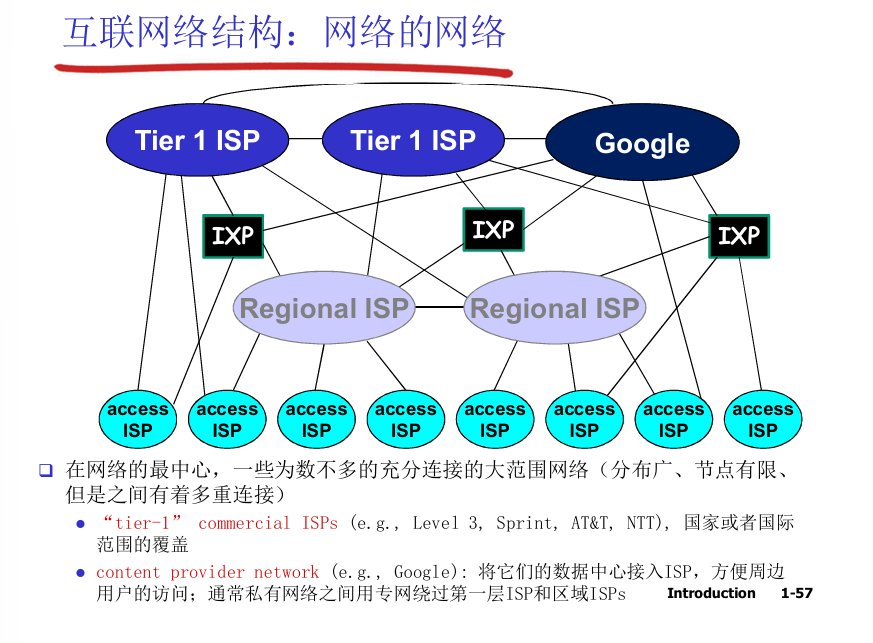 互联网络结构：网络的网络
Tier 1 ISP
Tier 1 ISP
Google
IXP
IXP
IXP
Regional ISP
Regional ISP
access
ISP
access
ISP
access
ISP
access
ISP
access
ISP
access
ISP
access
ISP
access
ISP
在网络的最中心，一些为数不多的充分连接的大范围网络（分布广、节点有限、
但是之间有着多重连接）
“tier-1” commercial ISPs (e.g., Level 3, Sprint, AT&T, NTT), 国家或者国际
范围的覆盖
content provider network (e.g., Google): 将它们的数据中心接入ISP，方便周边
用户的访问；通常私有网络之间用专网绕过第一层ISP和区域ISPs
Introduction 1-57